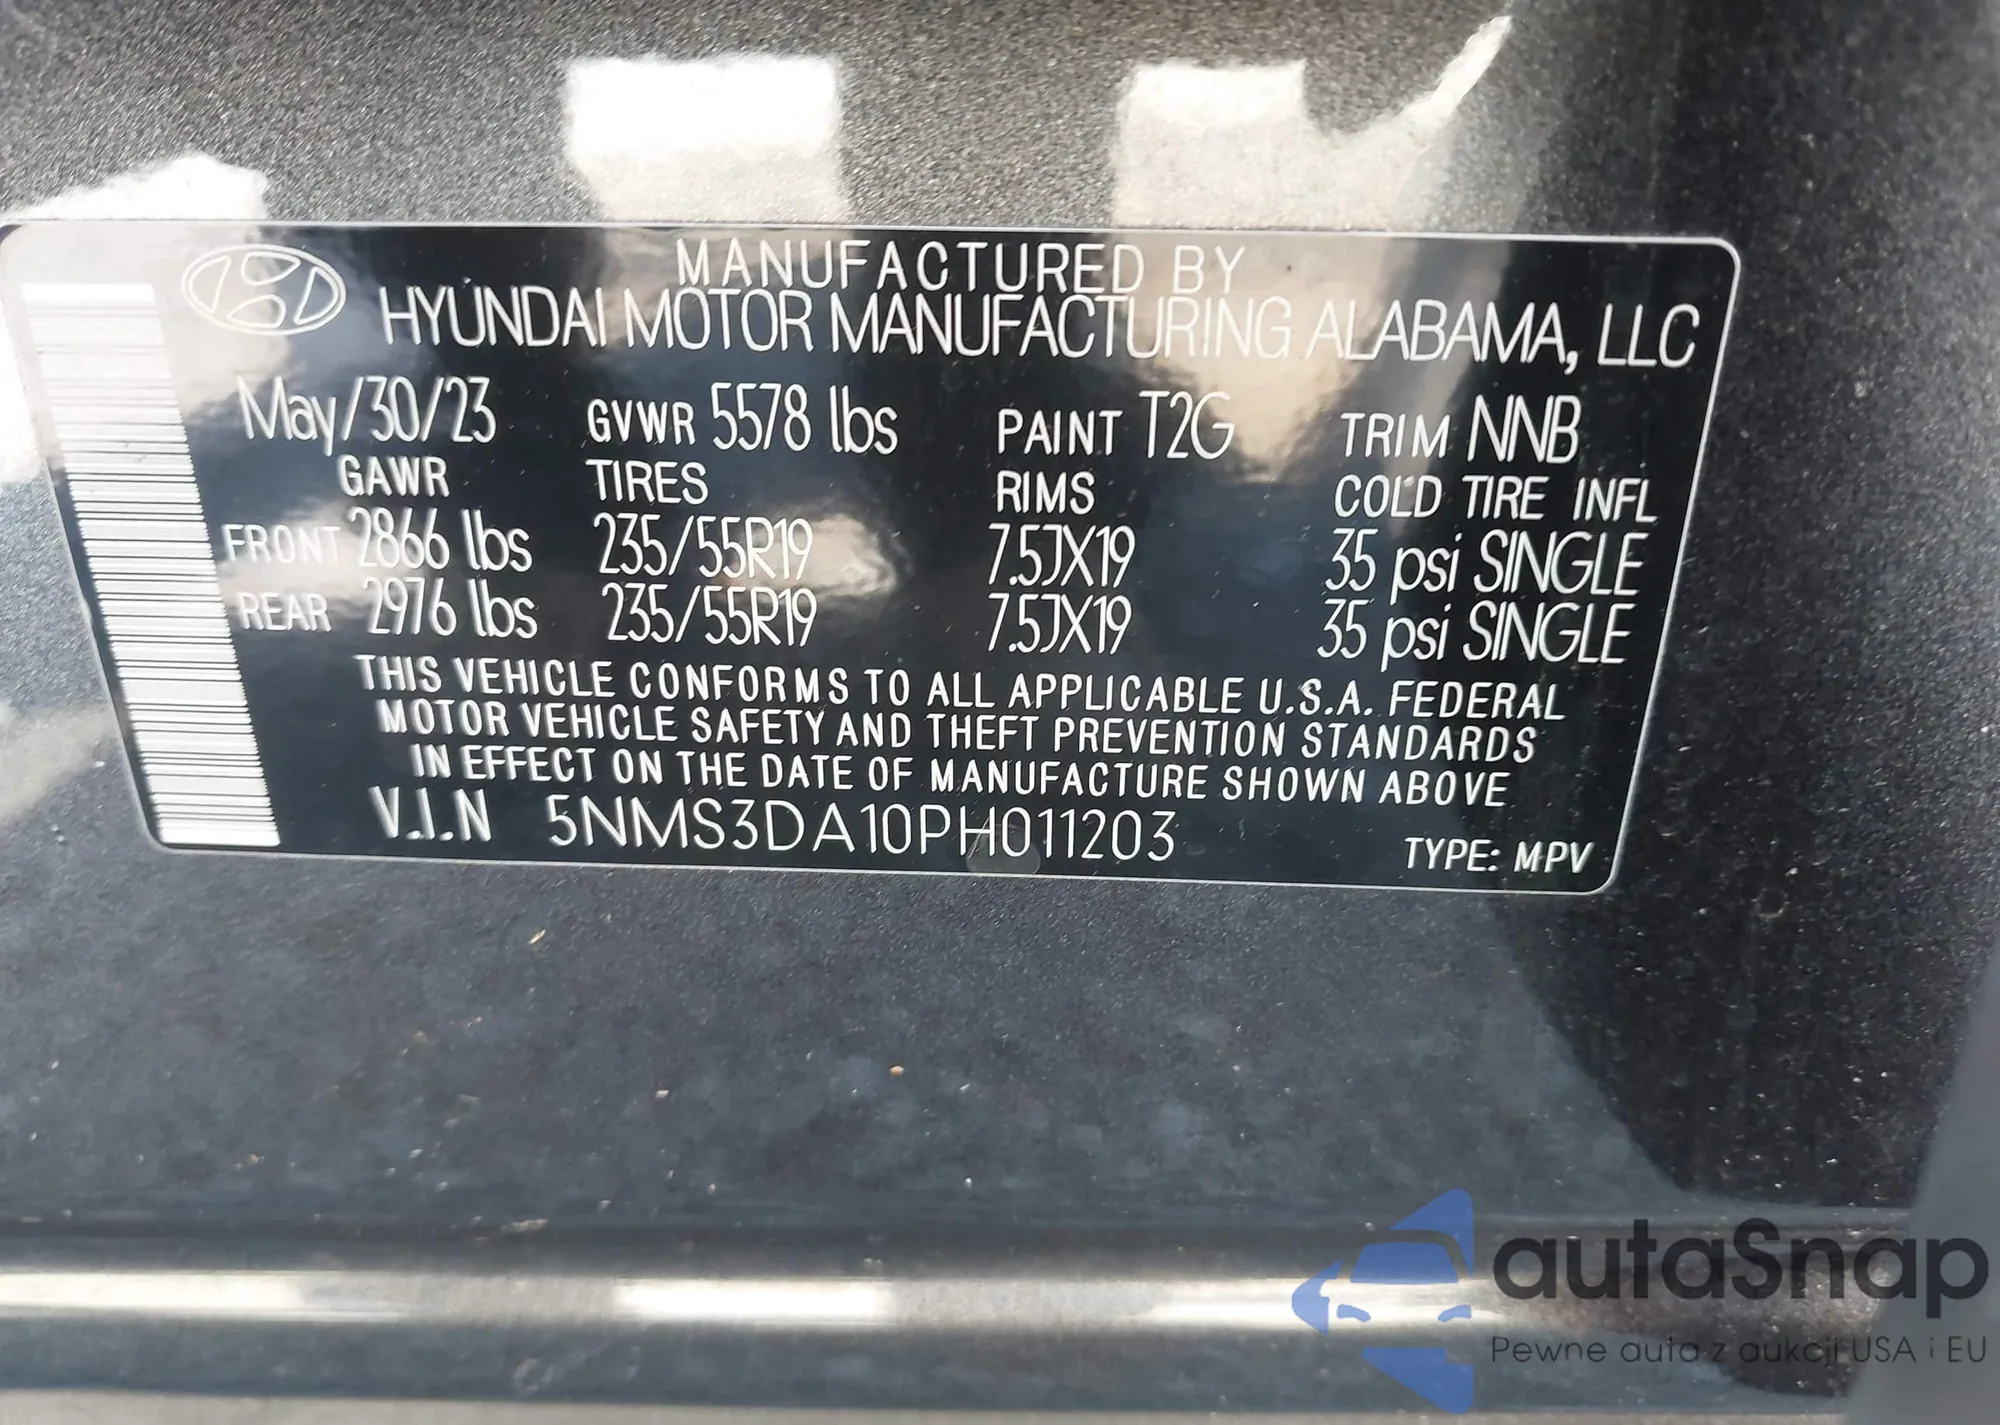 MANUFACTURED BY
HYUNDAI MOTOR MANUFACTURING ALABAMA, LLC
May/30/23 GVWR 5578 lbs PAINT T2G TRIM NNB
GAWR TIRES RIMS COLD TIRE INFL
FRONT 2866 lbs 235/55R19 7.5JX19 35 psi SINGLE
REAR 2976 lbs 235/55R19 7.5JX19 35 psi SINGLE
THIS VEHICLE CONFORMS TO ALL APPLICABLE U.S.A. FEDERAL
MOTOR VEHICLE SAFETY AND THEFT PREVENTION STANDARDS
IN EFFECT ON THE DATE OF MANUFACTURE SHOWN ABOVE
V.I.N 5NMS3DA10PH011203
TYPE: MPV
autaSnap
Pewne auta z aukcji USA i EU